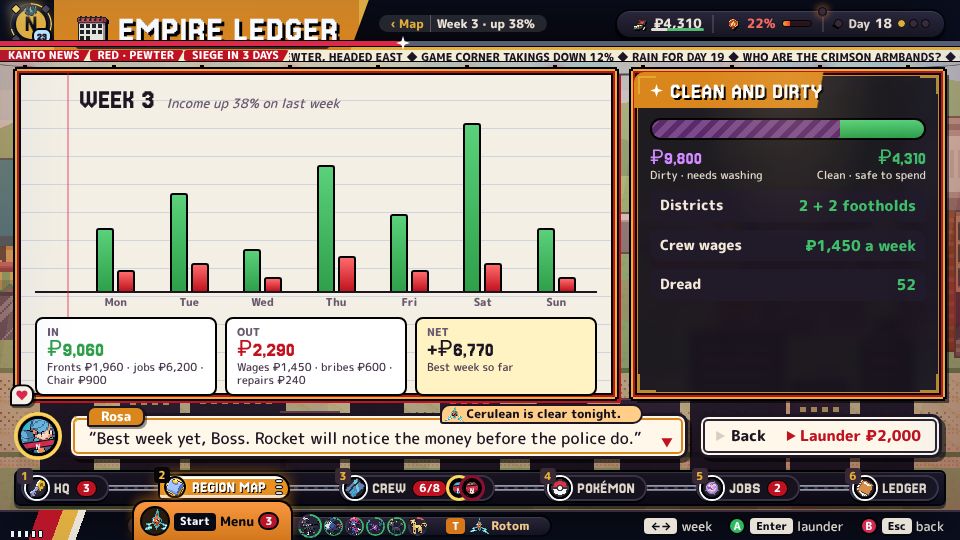 EMPIRE LEDGER
‹ Map Week 3 · up 38%
₽4,310 22% Day 18
KANTO NEWS RED · PEWTER SIEGE IN 3 DAYS WTER, HEADED EAST ◆ GAME CORNER TAKINGS DOWN 12% ◆ RAIN FOR DAY 19 ◆ WHO ARE THE CRIMSON ARMBANDS? ◆
WEEK 3 Income up 38% on last week
Mon Tue Wed Thu Fri Sat Sun
IN
₽9,060
Fronts ₽1,960 · jobs ₽6,200 ·
Chair ₽900
OUT
₽2,290
Wages ₽1,450 · bribes ₽600 ·
repairs ₽240
NET
+₽6,770
Best week so far
CLEAN AND DIRTY
₽9,800 ₽4,310
Dirty · needs washing Clean · safe to spend
Districts 2 + 2 footholds
Crew wages ₽1,450 a week
Dread 52
Rosa
Cerulean is clear tonight.
“Best week yet, Boss. Rocket will notice the money before the police do.”
Back Launder ₽2,000
1 HQ 3
2 REGION MAP
3 CREW 6/8
4 POKÉMON
5 JOBS 2
6 LEDGER
Start Menu 3
T Rotom
←→ week A Enter launder B Esc back